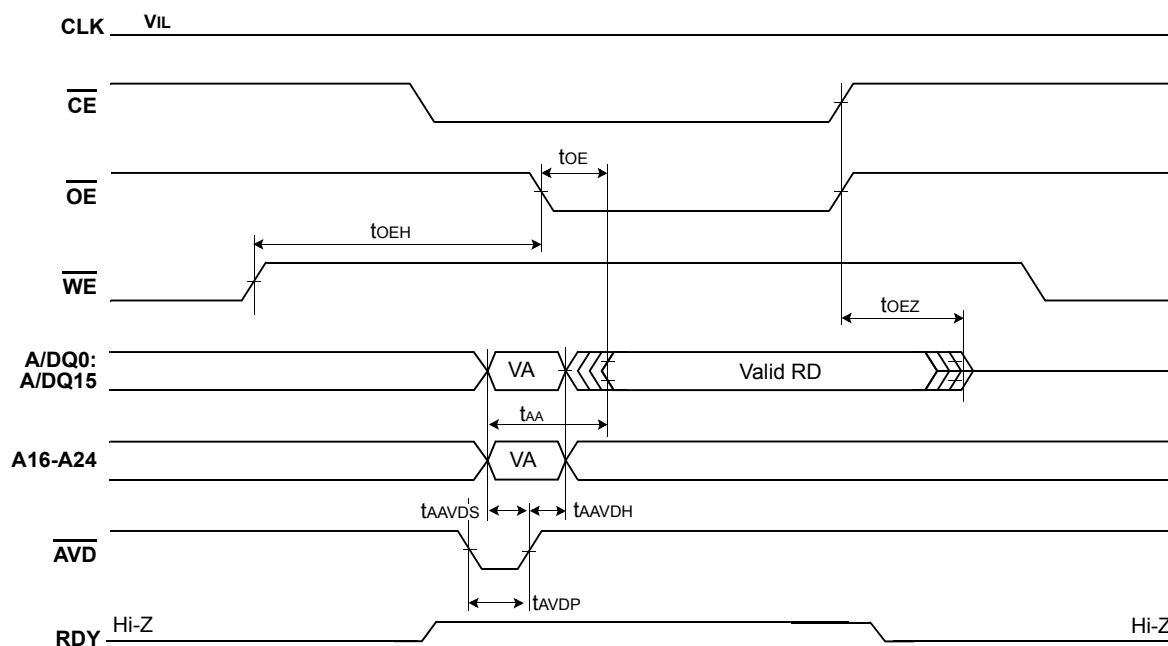 CLK VIL
CE
OE tOE
tOEH
WE
tOEZ
A/DQ0:
A/DQ15
VA Valid RD
tAA
A16-A24 VA
tAAVDS tAAVDH
AVD
tAVDP
RDY Hi-Z Hi-Z